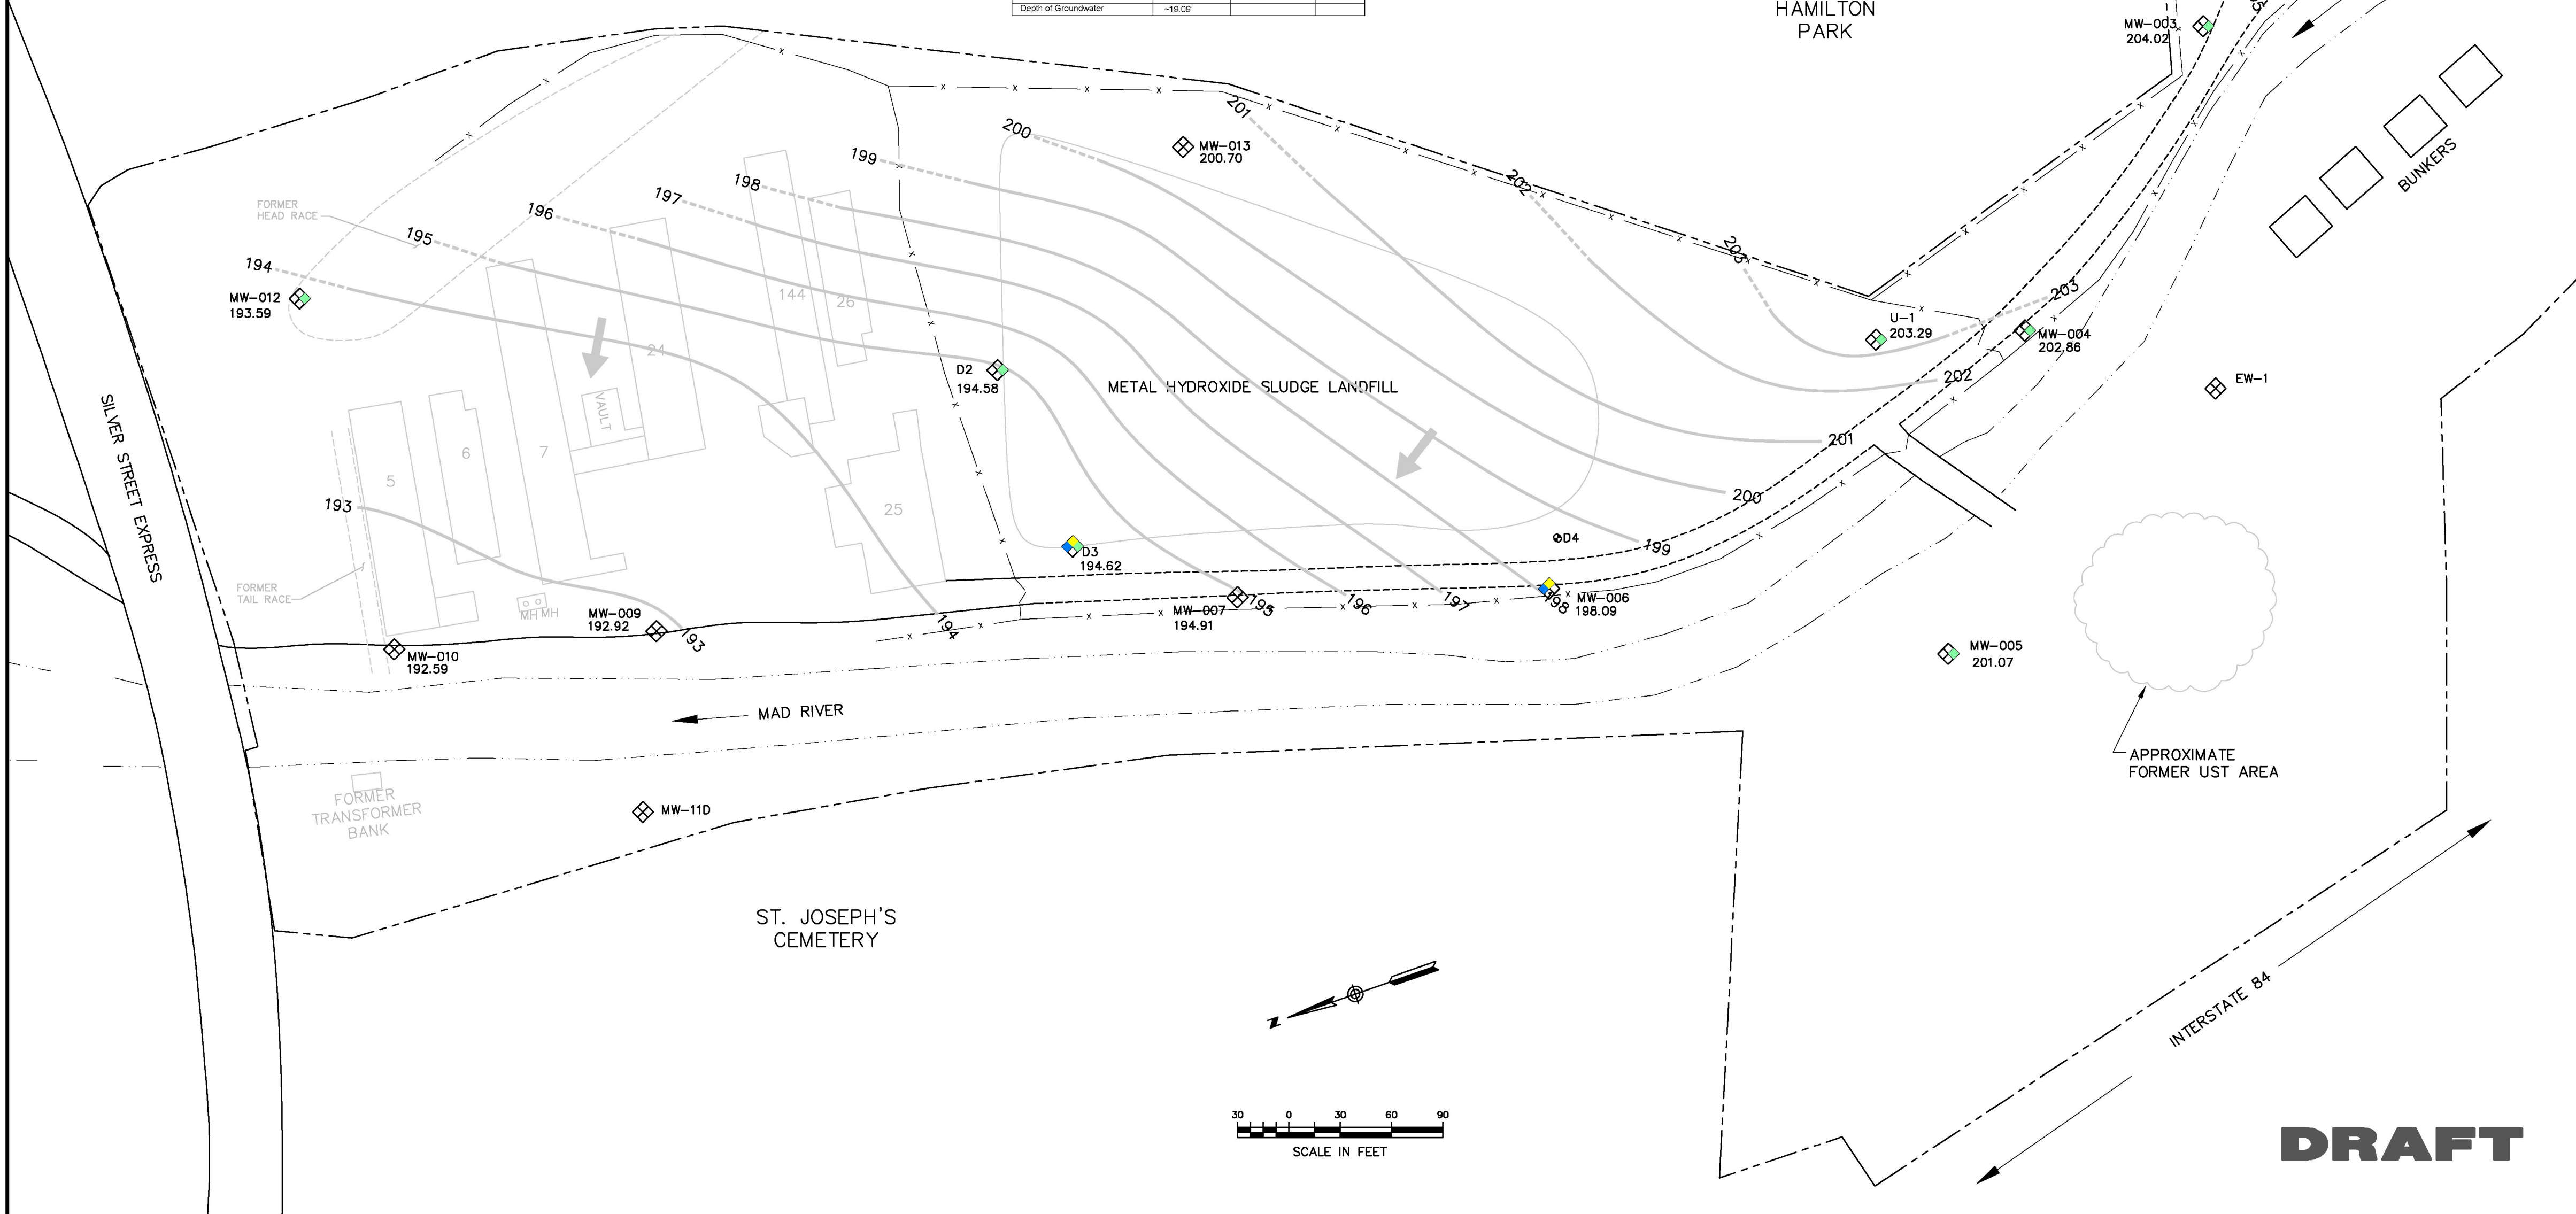 Depth of Groundwater ~19.09'
HAMILTON
PARK
MW-003
204.02
BUNKERS
201
200
MW-013
200.70
199
198
197
196
195
194
202
203
203
FORMER
HEAD RACE
MW-012
193.59
144
26
24
VAULT
U-1
203.29
MW-004
202.86
D2
194.58
METAL HYDROXIDE SLUDGE LANDFILL
202
EW-1
SILVER STREET EXPRESS
5
6
7
25
193
201
200
D4
199
D3
194.62
FORMER
TAIL RACE
MH MH
MW-009
192.92
MW-007
194.91
195
196
197
198
MW-006
198.09
193
194
MW-010
192.59
MW-005
201.07
MAD RIVER
APPROXIMATE
FORMER UST AREA
FORMER
TRANSFORMER
BANK
MW-11D
ST. JOSEPH'S
CEMETERY
N
INTERSTATE 84
30 0 30 60 90
SCALE IN FEET
DRAFT